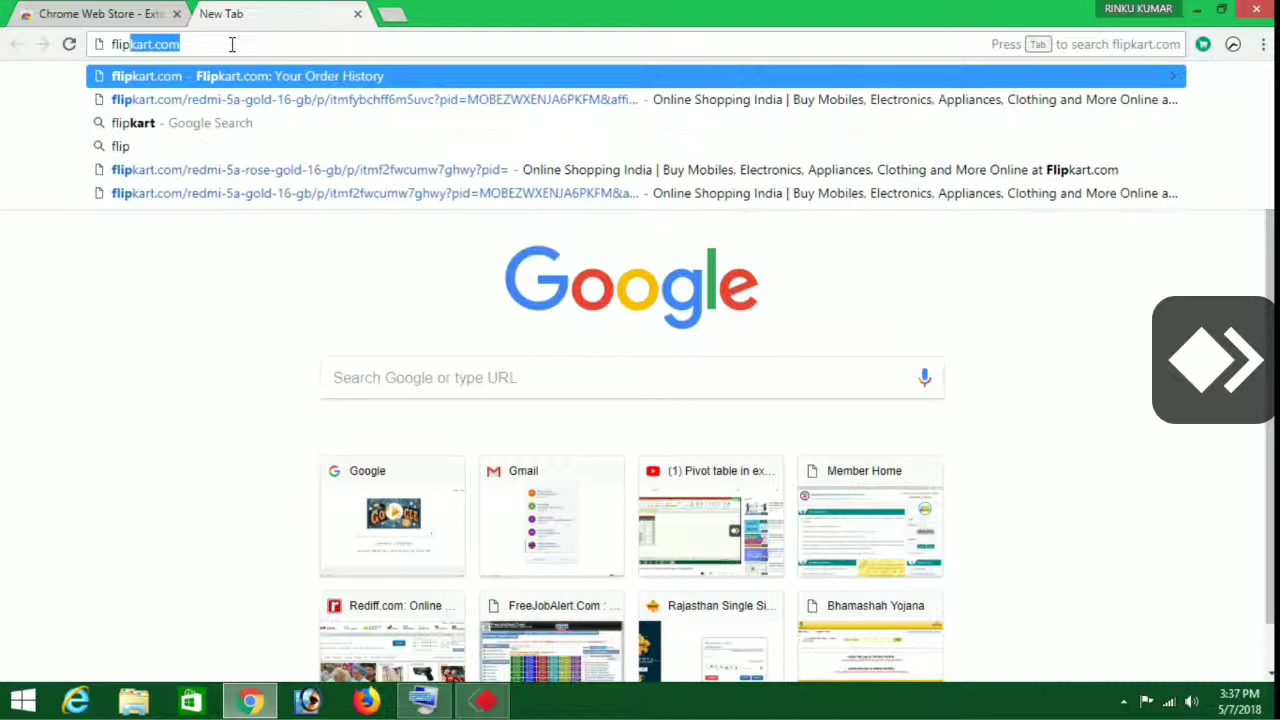 Chrome Web Store - Exte
New Tab
RINKU KUMAR
flipkart.com
Press Tab to search flipkart.com
flipkart.com - Flipkart.com: Your Order History
flipkart.com/redmi-5a-gold-16-gb/p/itmfybchff6m5uvc?pid=MOBEZWXENJA6PKFM&affi... - Online Shopping India | Buy Mobiles, Electronics, Appliances, Clothing and More Online a...
flipkart - Google Search
flip
flipkart.com/redmi-5a-rose-gold-16-gb/p/itmf2fwcumw7ghwy?pid= - Online Shopping India | Buy Mobiles, Electronics, Appliances, Clothing and More Online at Flipkart.com
flipkart.com/redmi-5a-gold-16-gb/p/itmf2fwcumw7ghwy?pid=MOBEZWXENJA6PKFM&a... - Online Shopping India | Buy Mobiles, Electronics, Appliances, Clothing and More Online a...
Google
Search Google or type URL
Google
Gmail
(1) Pivot table in ex...
Member Home
Rediff.com: Online ...
FreeJobAlert.Com : ...
Rajasthan Single Si...
Bhamashah Yojana
3:37 PM
5/7/2018